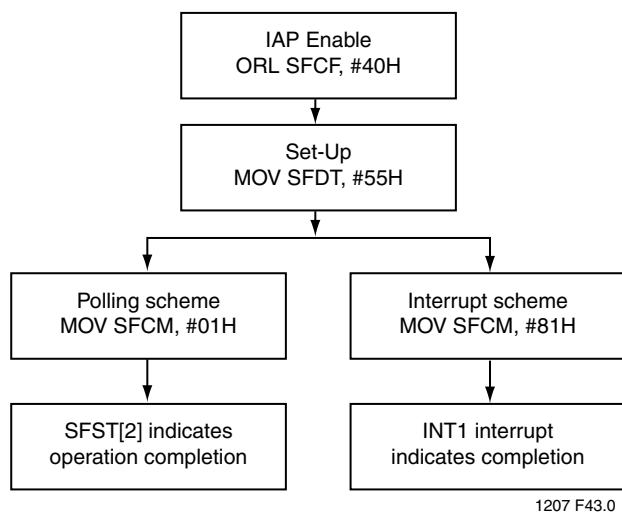 IAP Enable
ORL SFCF, #40H
Set-Up
MOV SFDT, #55H
Polling scheme
MOV SFCM, #01H
Interrupt scheme
MOV SFCM, #81H
SFST[2] indicates
operation completion
INT1 interrupt
indicates completion
1207 F43.0